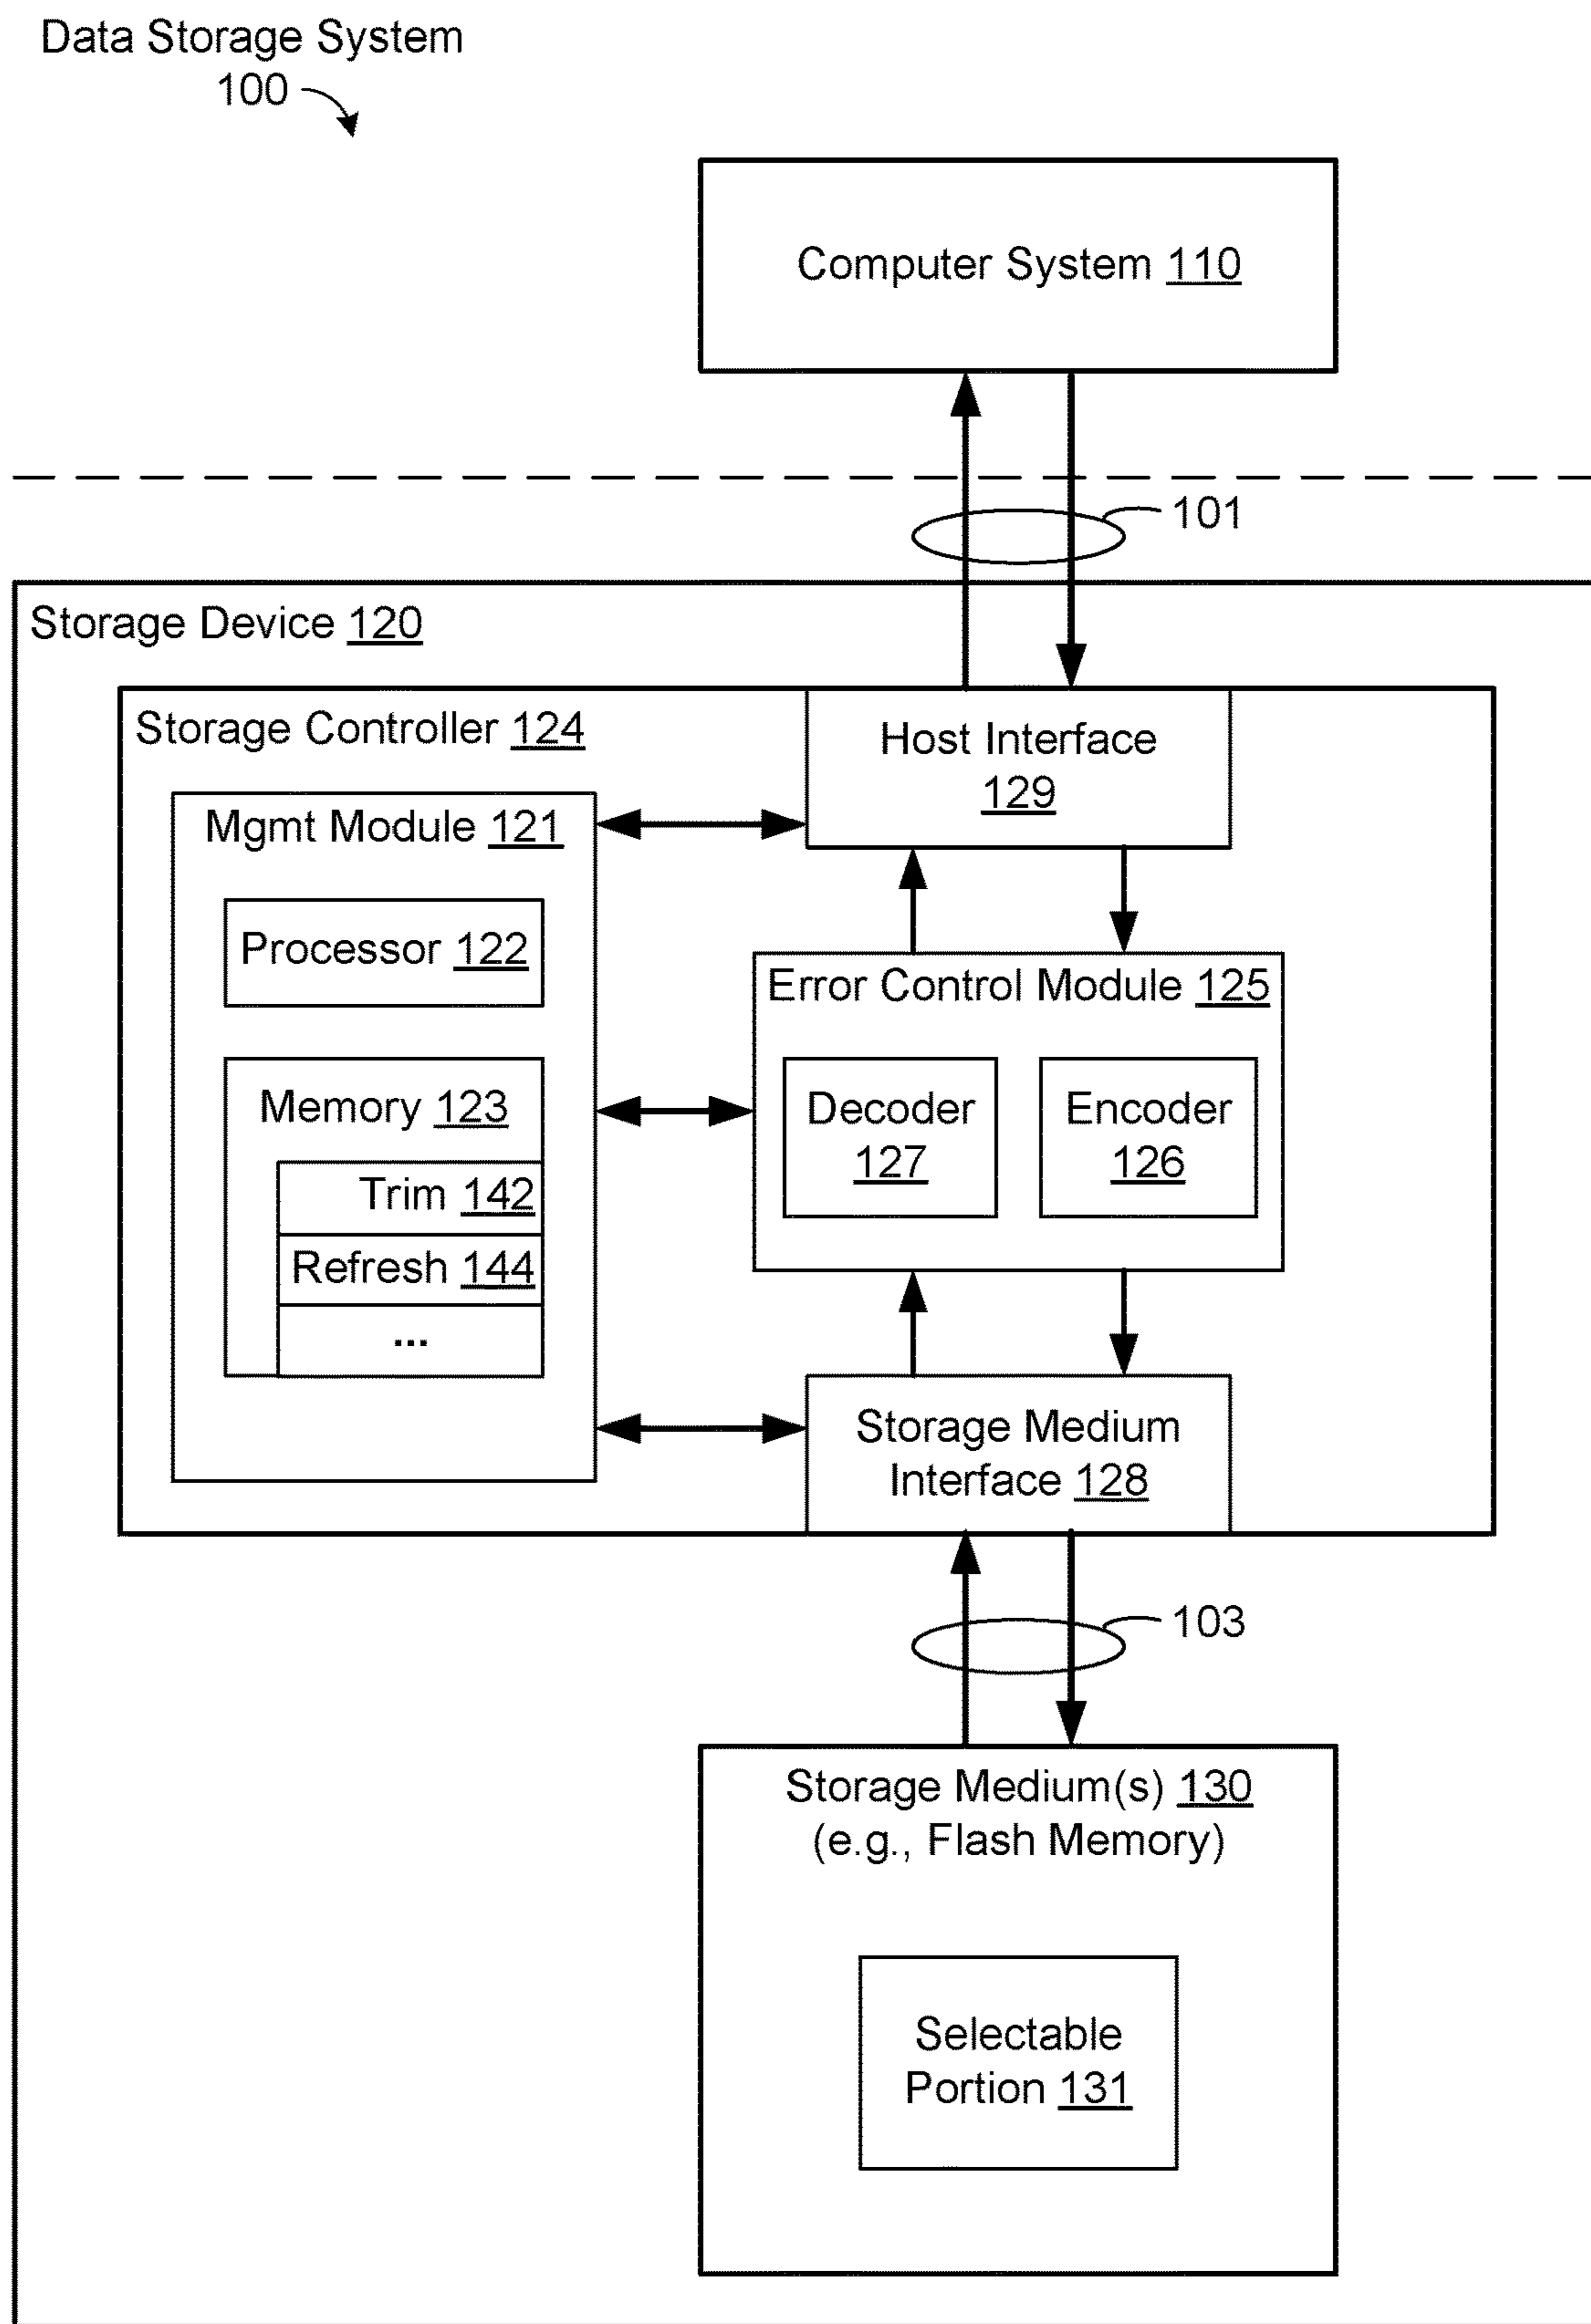 Data Storage System
100
Computer System 110
101
Storage Device 120
Storage Controller 124
Host Interface
129
Mgmt Module 121
Processor 122
Error Control Module 125
Memory 123
Decoder
127
Encoder
126
Trim 142
Refresh 144
...
Storage Medium
Interface 128
103
Storage Medium(s) 130
(e.g., Flash Memory)
Selectable
Portion 131